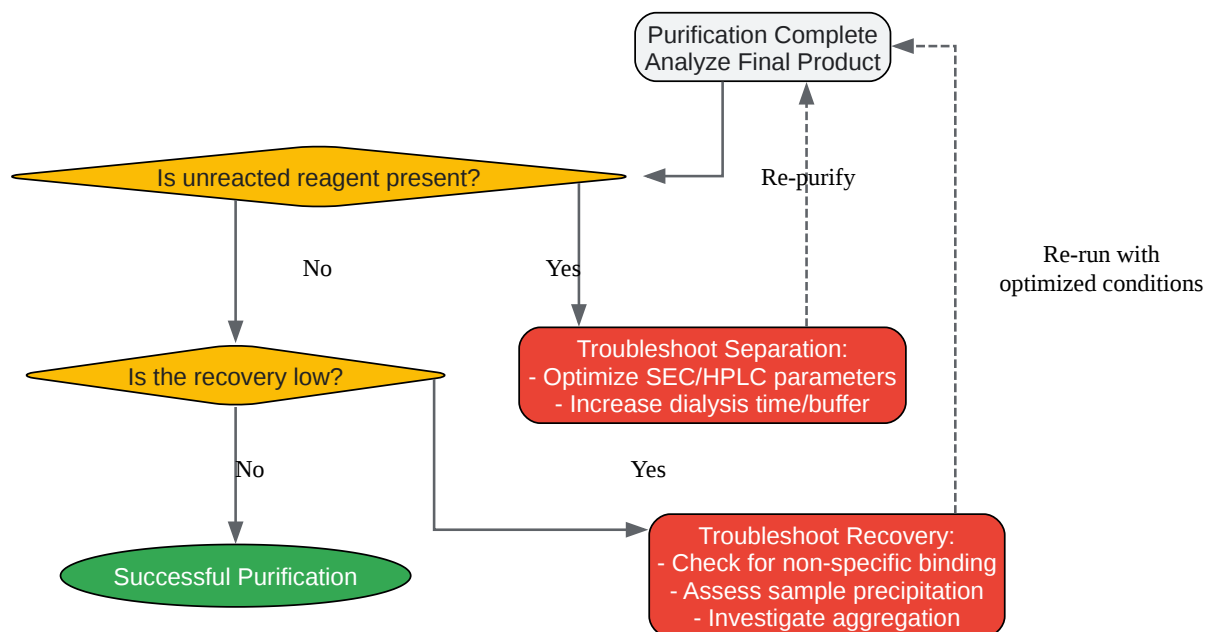 Purification Complete
Analyze Final Product
Is unreacted reagent present?
Re-purify
No
Yes
Re-run with
optimized conditions
Troubleshoot Separation:
- Optimize SEC/HPLC parameters
- Increase dialysis time/buffer
Is the recovery low?
No
Yes
Troubleshoot Recovery:
- Check for non-specific binding
- Assess sample precipitation
- Investigate aggregation
Successful Purification